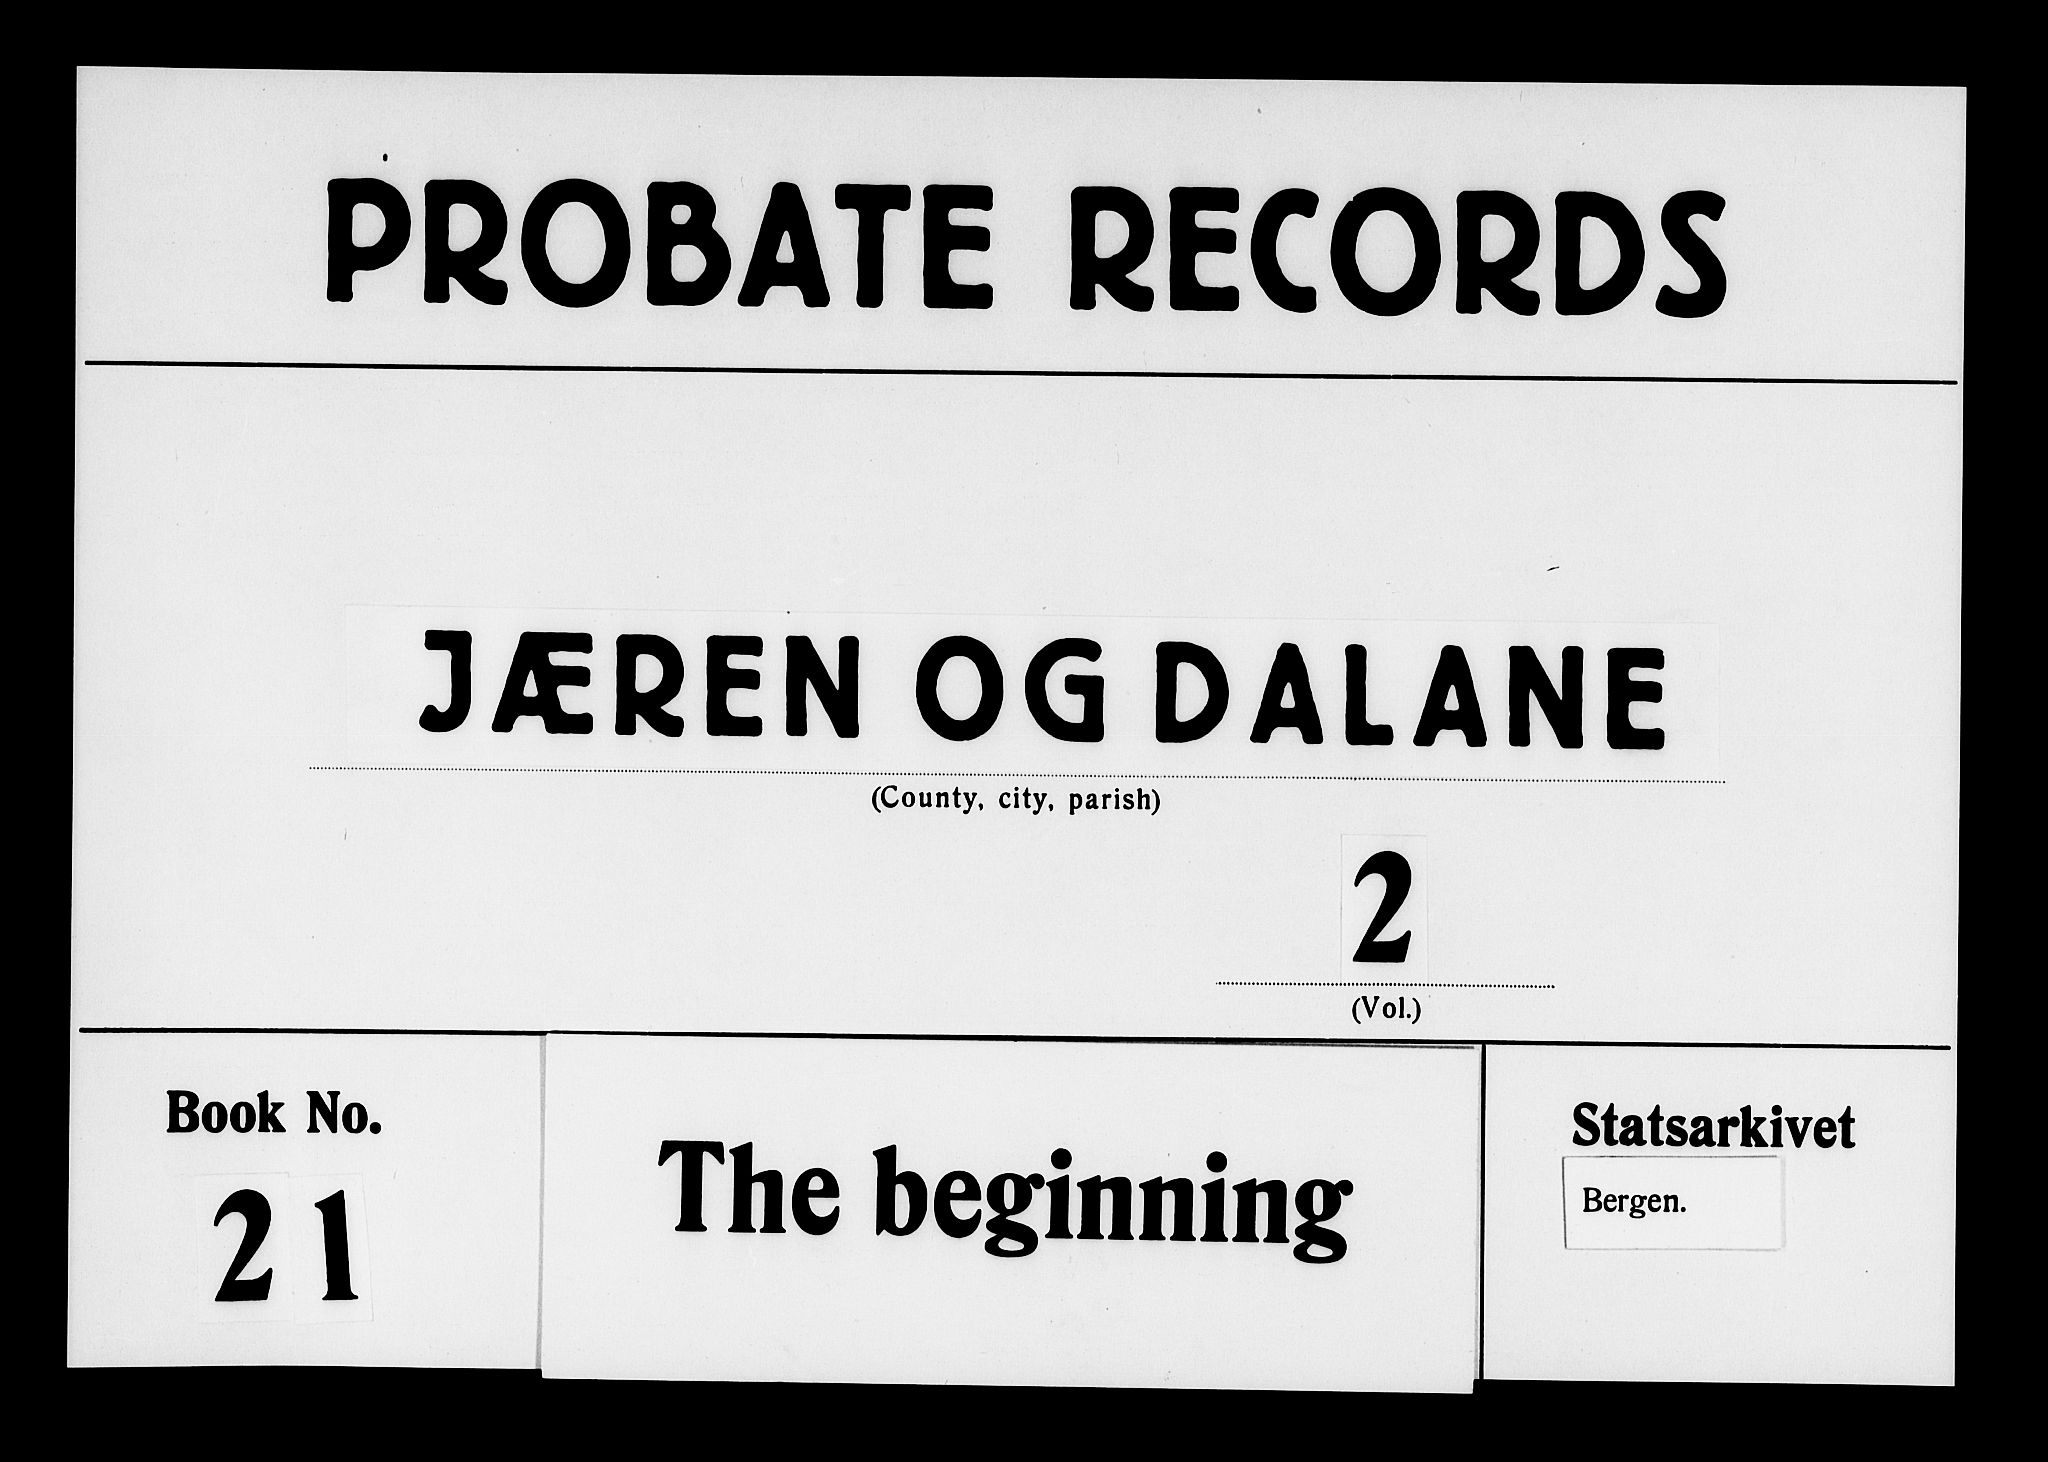 PROBATE RECORDS
JÆREN OG DALANE
(County, city, parish)
2
(Vol.)
Book No.
21
The beginning
Statsarkivet
Bergen.